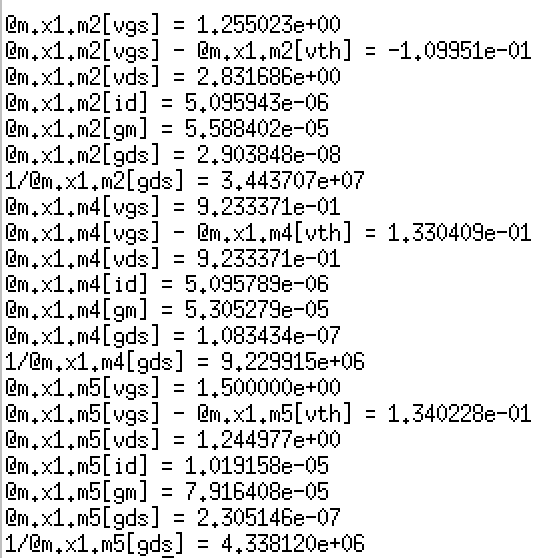 @m.x1.m2[vgs] = 1.255023e+00
@m.x1.m2[vgs] - @m.x1.m2[vth] = -1.09951e-01
@m.x1.m2[vds] = 2.831686e+00
@m.x1.m2[id] = 5.095943e-06
@m.x1.m2[gm] = 5.588402e-05
@m.x1.m2[gds] = 2.903848e-08
1/@m.x1.m2[gds] = 3.443707e+07
@m.x1.m4[vgs] = 9.233371e-01
@m.x1.m4[vgs] - @m.x1.m4[vth] = 1.330409e-01
@m.x1.m4[vds] = 9.233371e-01
@m.x1.m4[id] = 5.095789e-06
@m.x1.m4[gm] = 5.305279e-05
@m.x1.m4[gds] = 1.083434e-07
1/@m.x1.m4[gds] = 9.229915e+06
@m.x1.m5[vgs] = 1.500000e+00
@m.x1.m5[vgs] - @m.x1.m5[vth] = 1.340228e-01
@m.x1.m5[vds] = 1.244977e+00
@m.x1.m5[id] = 1.019158e-05
@m.x1.m5[gm] = 7.916408e-05
@m.x1.m5[gds] = 2.305146e-07
1/@m.x1.m5[gds] = 4.338120e+06